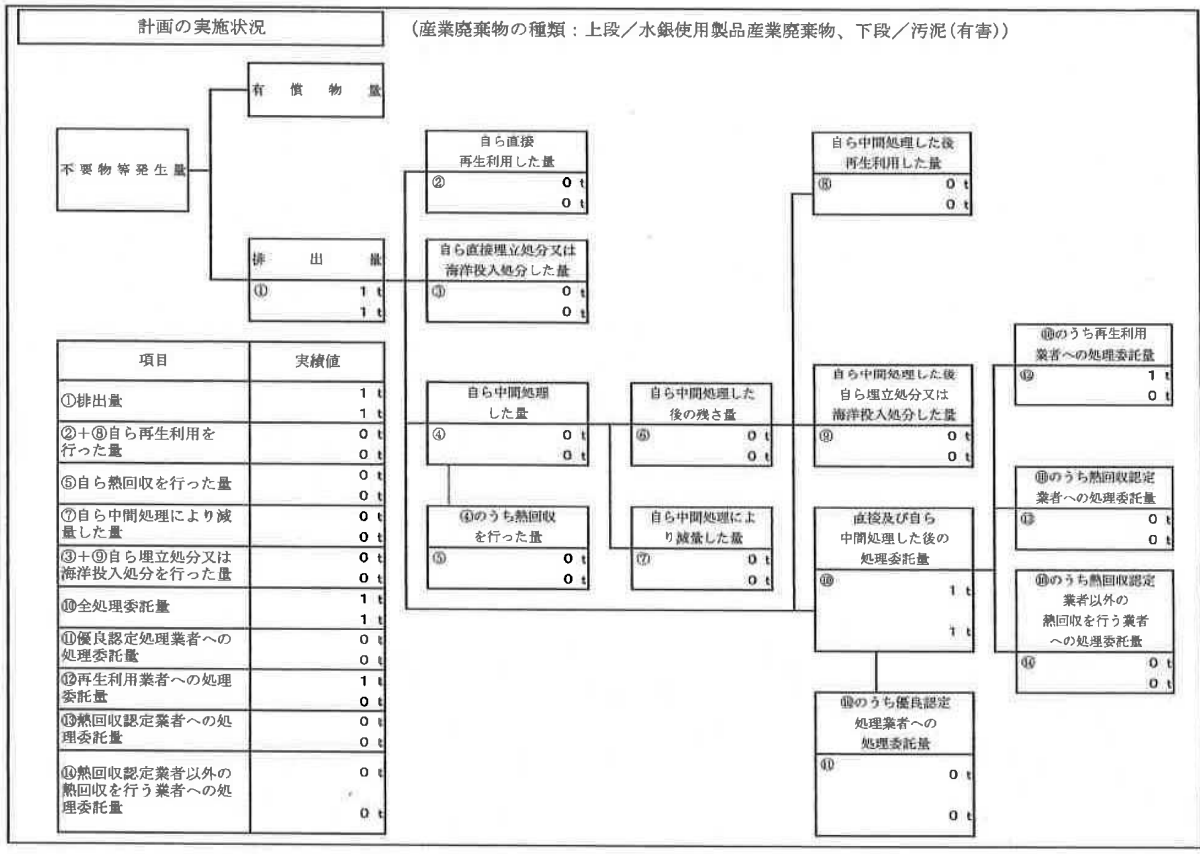 計画の実施状況
(産業廃棄物の種類：上段／水銀使用製品産業廃棄物、下段／汚泥(有害))
有償物量
不要物等発生量
排出量
① 1 t
1 t
自ら直接
再生利用した量
② 0 t
0 t
自ら直接埋立処分又は
海洋投入処分した量
③ 0 t
0 t
自ら中間処理した後
再生利用した量
⑧ 0 t
0 t
自ら中間処理
した量
④ 0 t
0 t
④のうち熱回収
を行った量
⑤ 0 t
0 t
自ら中間処理した
後の残さ量
⑥ 0 t
0 t
自ら中間処理によ
り減量した量
⑦ 0 t
0 t
自ら中間処理した後
自ら埋立処分又は
海洋投入処分した量
⑨ 0 t
0 t
直接及び自ら
中間処理した後の
処理委託量
⑩
1 t
1 t
⑩のうち優良認定
処理業者への
処理委託量
⑪
0 t
0 t
⑩のうち再生利用
業者への処理委託量
⑫ 1 t
0 t
⑩のうち熱回収認定
業者への処理委託量
⑬ 0 t
0 t
⑩のうち熱回収認定
業者以外の
熱回収を行う業者
への処理委託量
⑭ 0 t
0 t
項目 実績値
①排出量 1 t
1 t
②＋⑧自ら再生利用を 0 t
行った量 0 t
⑤自ら熱回収を行った量 0 t
0 t
⑦自ら中間処理により減 0 t
量した量 0 t
③＋⑨自ら埋立処分又は 0 t
海洋投入処分を行った量 0 t
⑩全処理委託量 1 t
1 t
⑪優良認定処理業者への 0 t
処理委託量 0 t
⑫再生利用業者への処理 1 t
委託量 0 t
⑬熱回収認定業者への処 0 t
理委託量 0 t
⑭熱回収認定業者以外の 0 t
熱回収を行う業者への処
理委託量 0 t